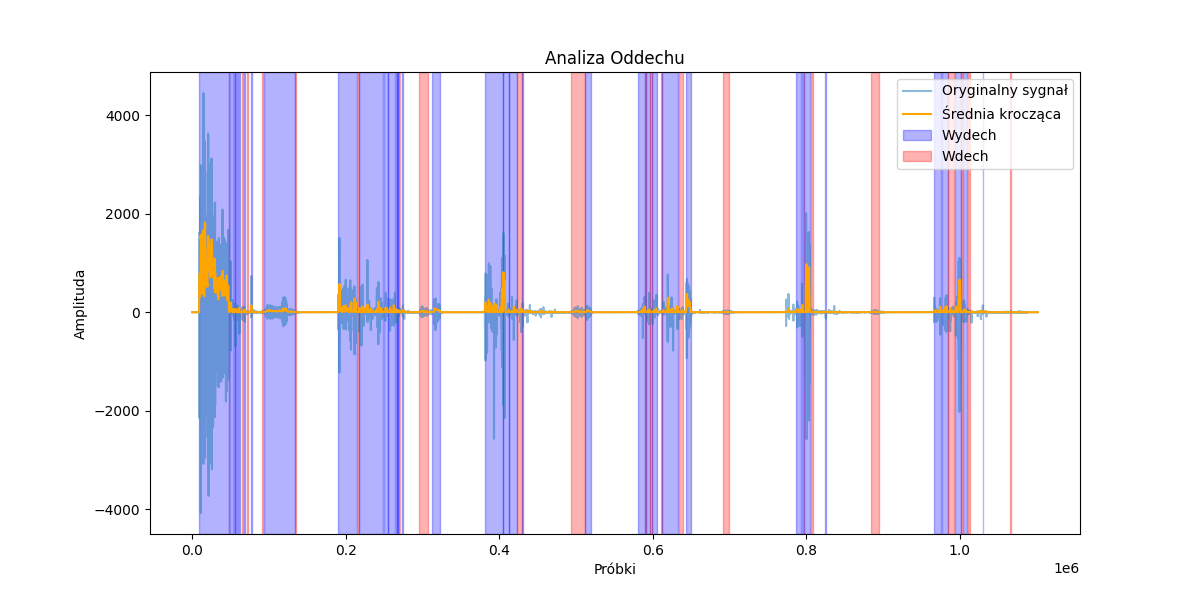 Analiza Oddechu
Oryginalny sygnał
Średnia krocząca
Wydech
Wdech
Amplituda
4000
2000
0
−2000
−4000
0.0 0.2 0.4 0.6 0.8 1.0
1e6
Próbki